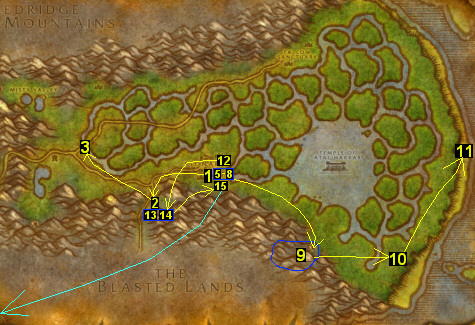 EDRIDGE
MOUNTAINS
MISTY VALLEY
SANCTUARY
3
12
1
5
8
15
2
13
14
TEMPLE OF
ATAL'HAKKAR
11
9
10
THE
BLASTED LANDS